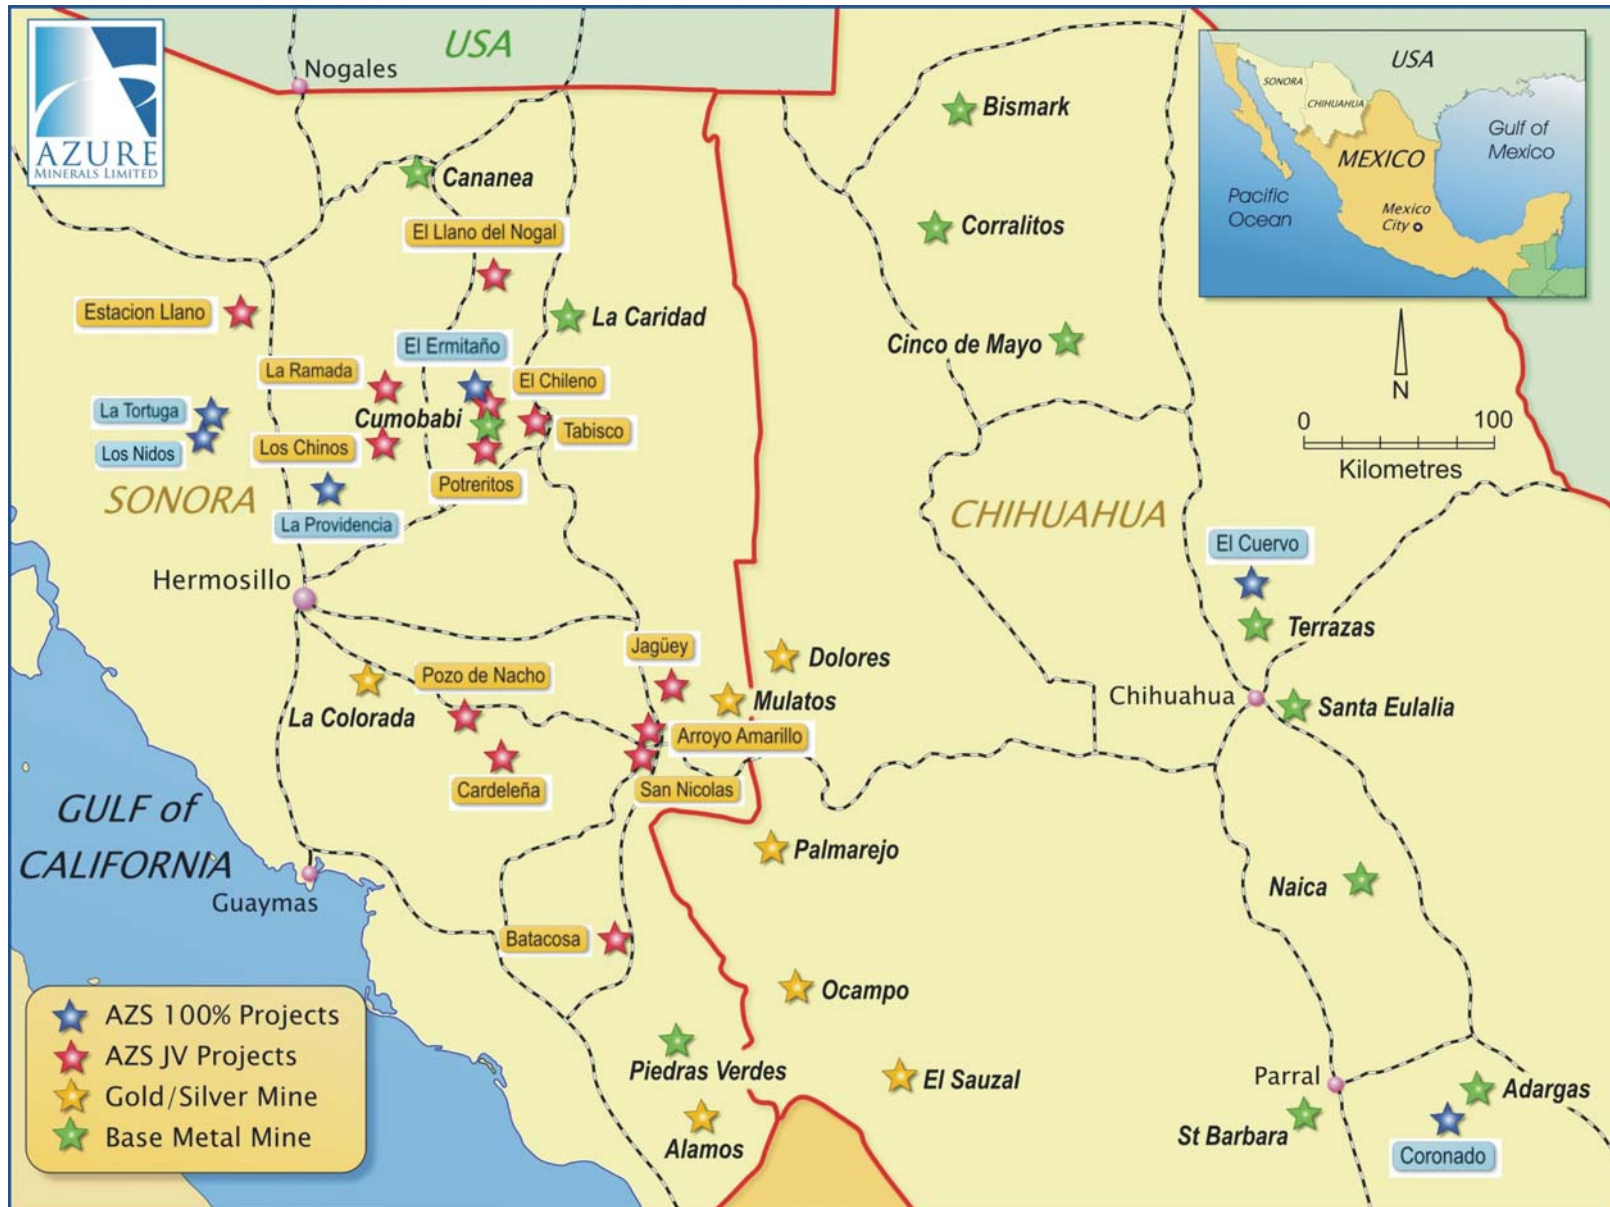 AZURE
MINERALS LIMITED
USA
Nogales
Cananea
El Llano del Nogal
Estacion Llano
La Caridad
El Ermitaño
La Ramada
El Chileno
Cumobabi
Tabisco
La Tortuga
Los Nidos
Los Chinos
Potreritos
SONORA
La Providencia
Hermosillo
Jagüey
Pozo de Nacho
La Colorada
Mulatos
Dolores
Arroyo Amarillo
Cardeleña
San Nicolas
GULF of
CALIFORNIA
Guaymas
Batacosa
Palmarejo
Ocampo
Piedras Verdes
El Sauzal
Alamos
Bismark
Corralitos
Cinco de Mayo
CHIHUAHUA
El Cuervo
Terrazas
Chihuahua
Santa Eulalia
Naica
Parral
Adargas
St Barbara
Coronado
USA
SONORA
CHIHUAHUA
Gulf of
Mexico
MEXICO
Pacific
Ocean
Mexico
City
N
0 100
Kilometres
AZS 100% Projects
AZS JV Projects
Gold/Silver Mine
Base Metal Mine